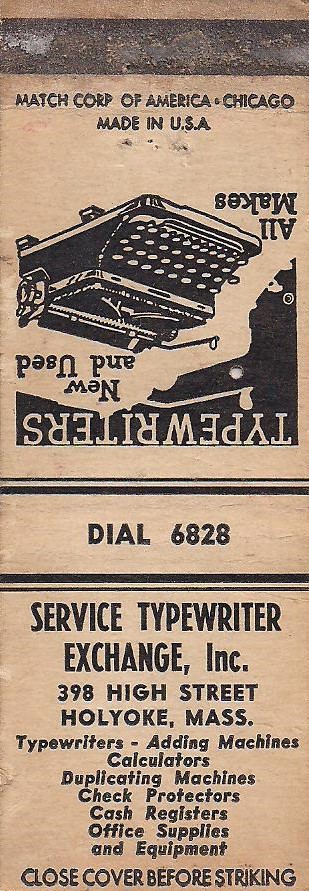 MATCH CORP OF AMERICA • CHICAGO
MADE IN U.S.A
TYPEWRITERS
New
and Used
All
Makes
DIAL 6828
SERVICE TYPEWRITER
EXCHANGE, Inc.
398 HIGH STREET
HOLYOKE, MASS.
Typewriters - Adding Machines
Calculators
Duplicating Machines
Check Protectors
Cash Registers
Office Supplies
and Equipment
CLOSE COVER BEFORE STRIKING